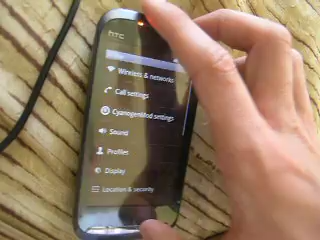 hTC
Wireless & networks
Call settings
CyanogenMod settings
Sound
Profiles
Display
Location & security